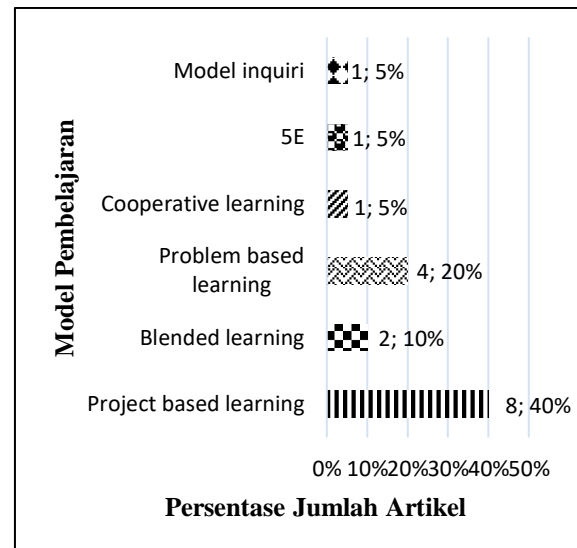 Model Pembelajaran
Model inquiri
1; 5%
5E
1; 5%
Cooperative learning
1; 5%
Problem based
learning
4; 20%
Blended learning
2; 10%
Project based learning
8; 40%
0% 10% 20% 30% 40% 50%
Persentase Jumlah Artikel